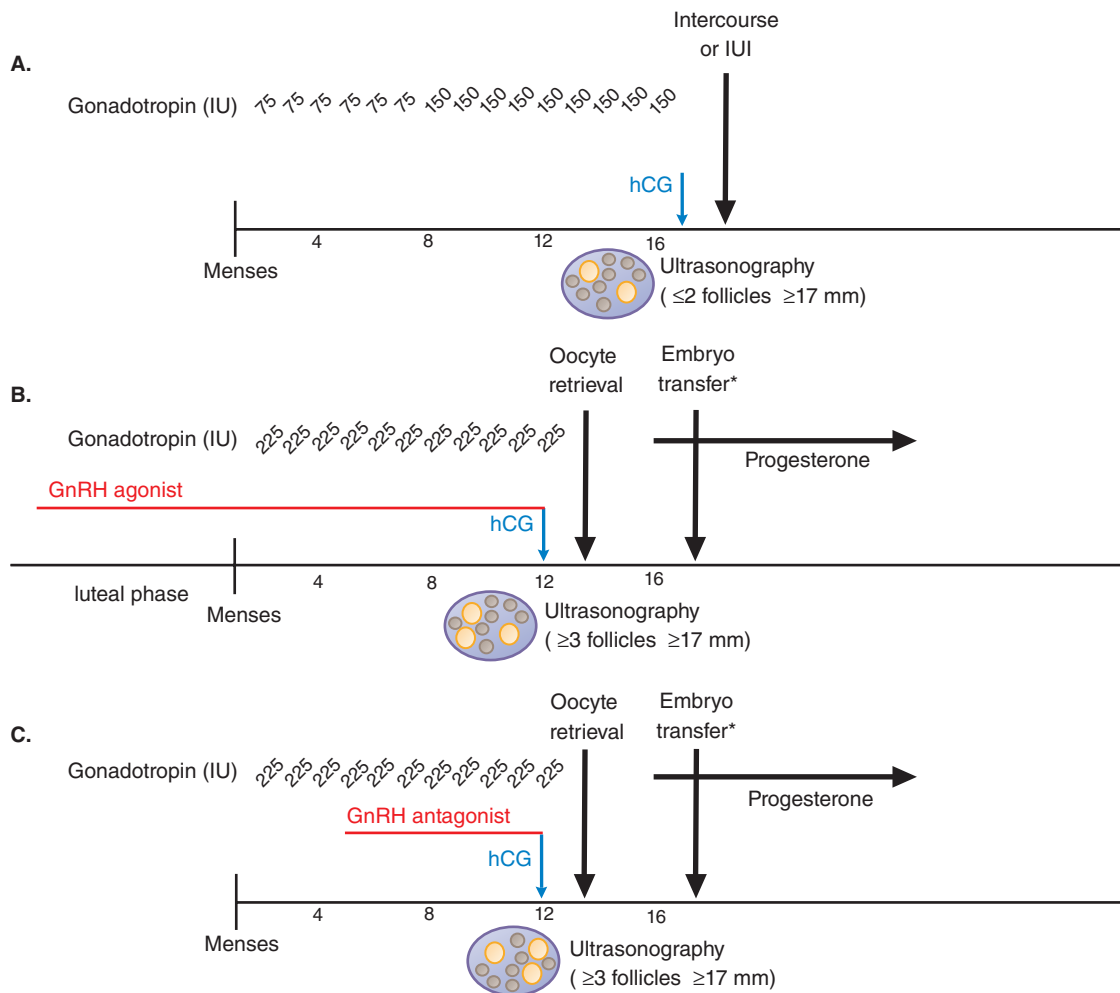 Intercourse
or IUI
A.
Gonadotropin (IU) 75 75 75 75 75 75 150 150 150 150 150 150 150 150 150
hCG
4 8 12 16
Menses
Ultrasonography
( ≤2 follicles ≥17 mm)
Oocyte
retrieval
Embryo
transfer*
B.
Gonadotropin (IU) 225 225 225 225 225 225 225 225 225 225 225
Progesterone
GnRH agonist
hCG
luteal phase
Menses
4 8 12 16
Ultrasonography
( ≥3 follicles ≥17 mm)
Oocyte
retrieval
Embryo
transfer*
C.
Gonadotropin (IU) 225 225 225 225 225 225 225 225 225 225 225
Progesterone
GnRH antagonist
hCG
4 8 12 16
Menses
Ultrasonography
( ≥3 follicles ≥17 mm)